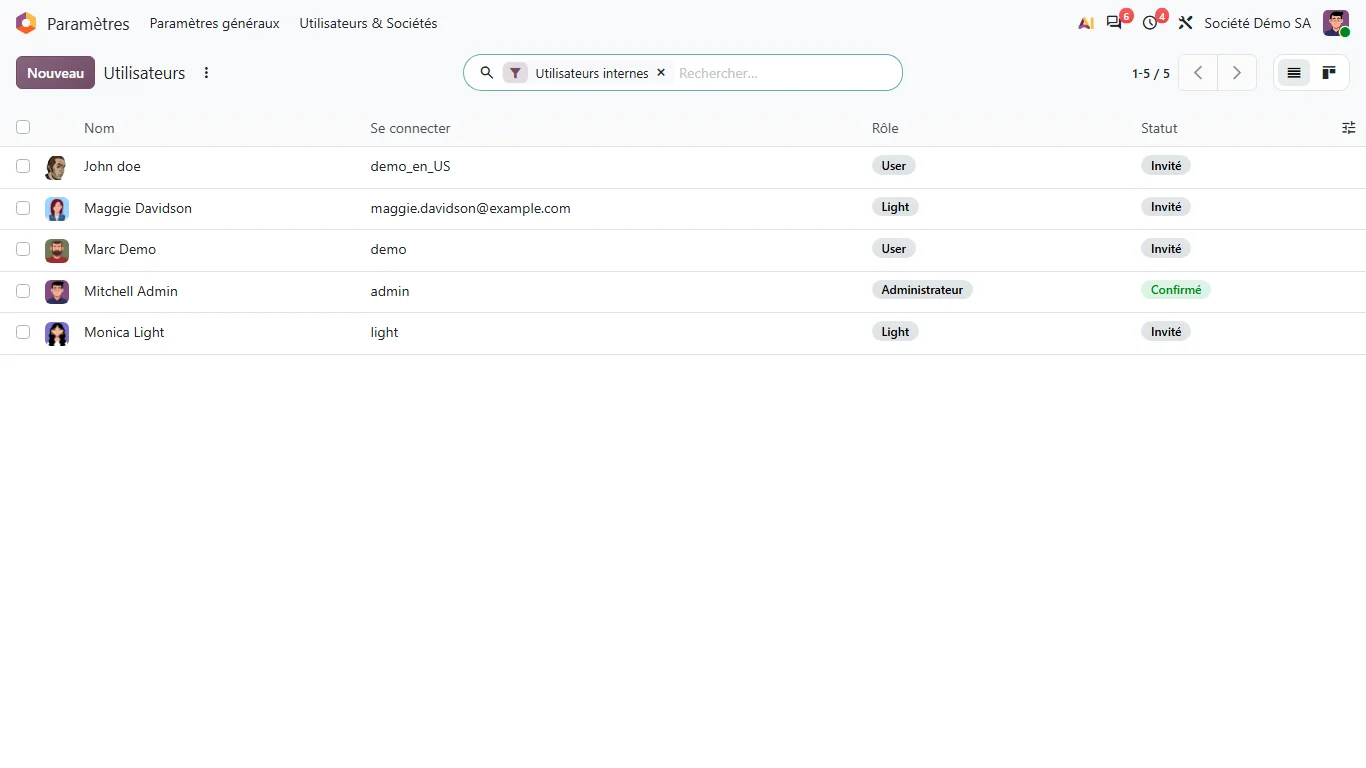 Paramètres Paramètres généraux Utilisateurs & Sociétés AI 6 4 Société Démo SA
Nouveau Utilisateurs Utilisateurs internes Rechercher... 1-5 / 5
Nom Se connecter Rôle Statut
John doe demo_en_US User Invité
Maggie Davidson maggie.davidson@example.com Light Invité
Marc Demo demo User Invité
Mitchell Admin admin Administrateur Confirmé
Monica Light light Light Invité